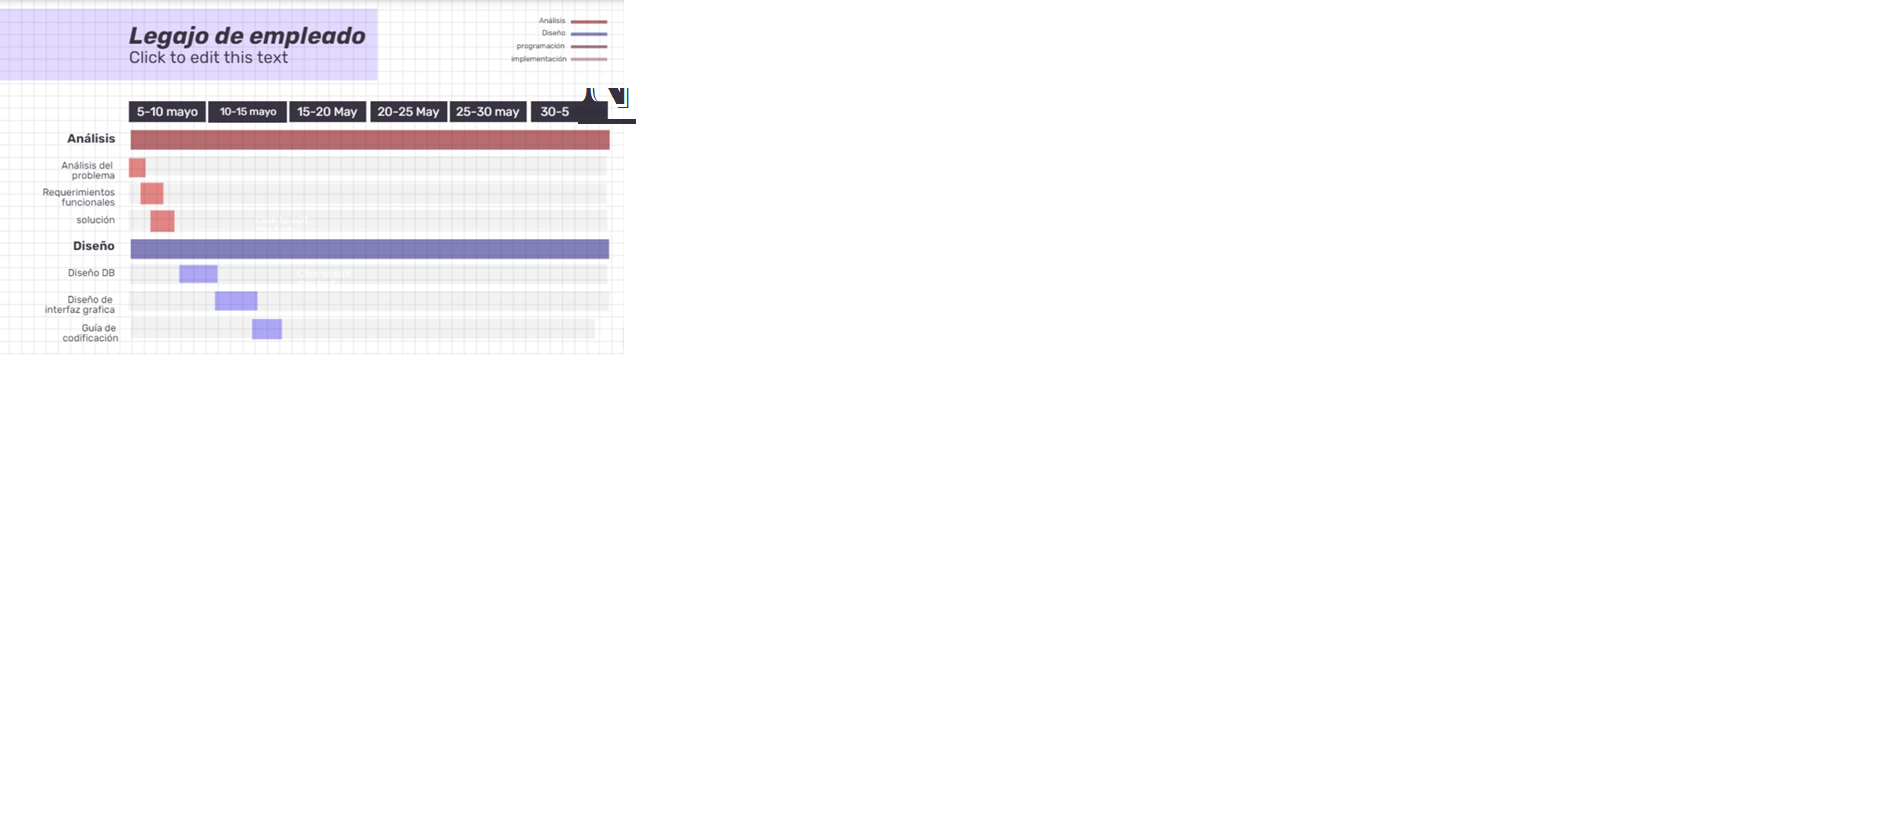 Legajo de empleado
Click to edit this text
Análisis
Diseño
programación
implementación
5-10 mayo
10-15 mayo
15-20 May
20-25 May
25-30 may
30-5
Análisis
Análisis del
problema
Requerimientos
funcionales
solución
Diseño
Diseño DB
Diseño de
interfaz grafica
Guía de
codificación